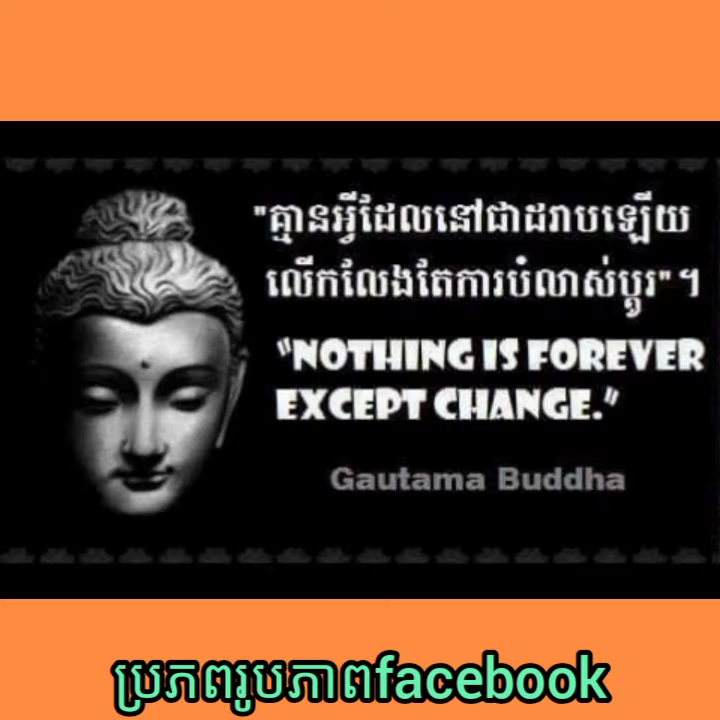 "គ្មានអ្វីដែលនៅជាដរាបឡើយ
លើកលែងតែការបំលាស់ប្តូរ" ។
"NOTHING IS FOREVER
EXCEPT CHANGE."
Gautama Buddha
ប្រភពរូបភាពfacebook